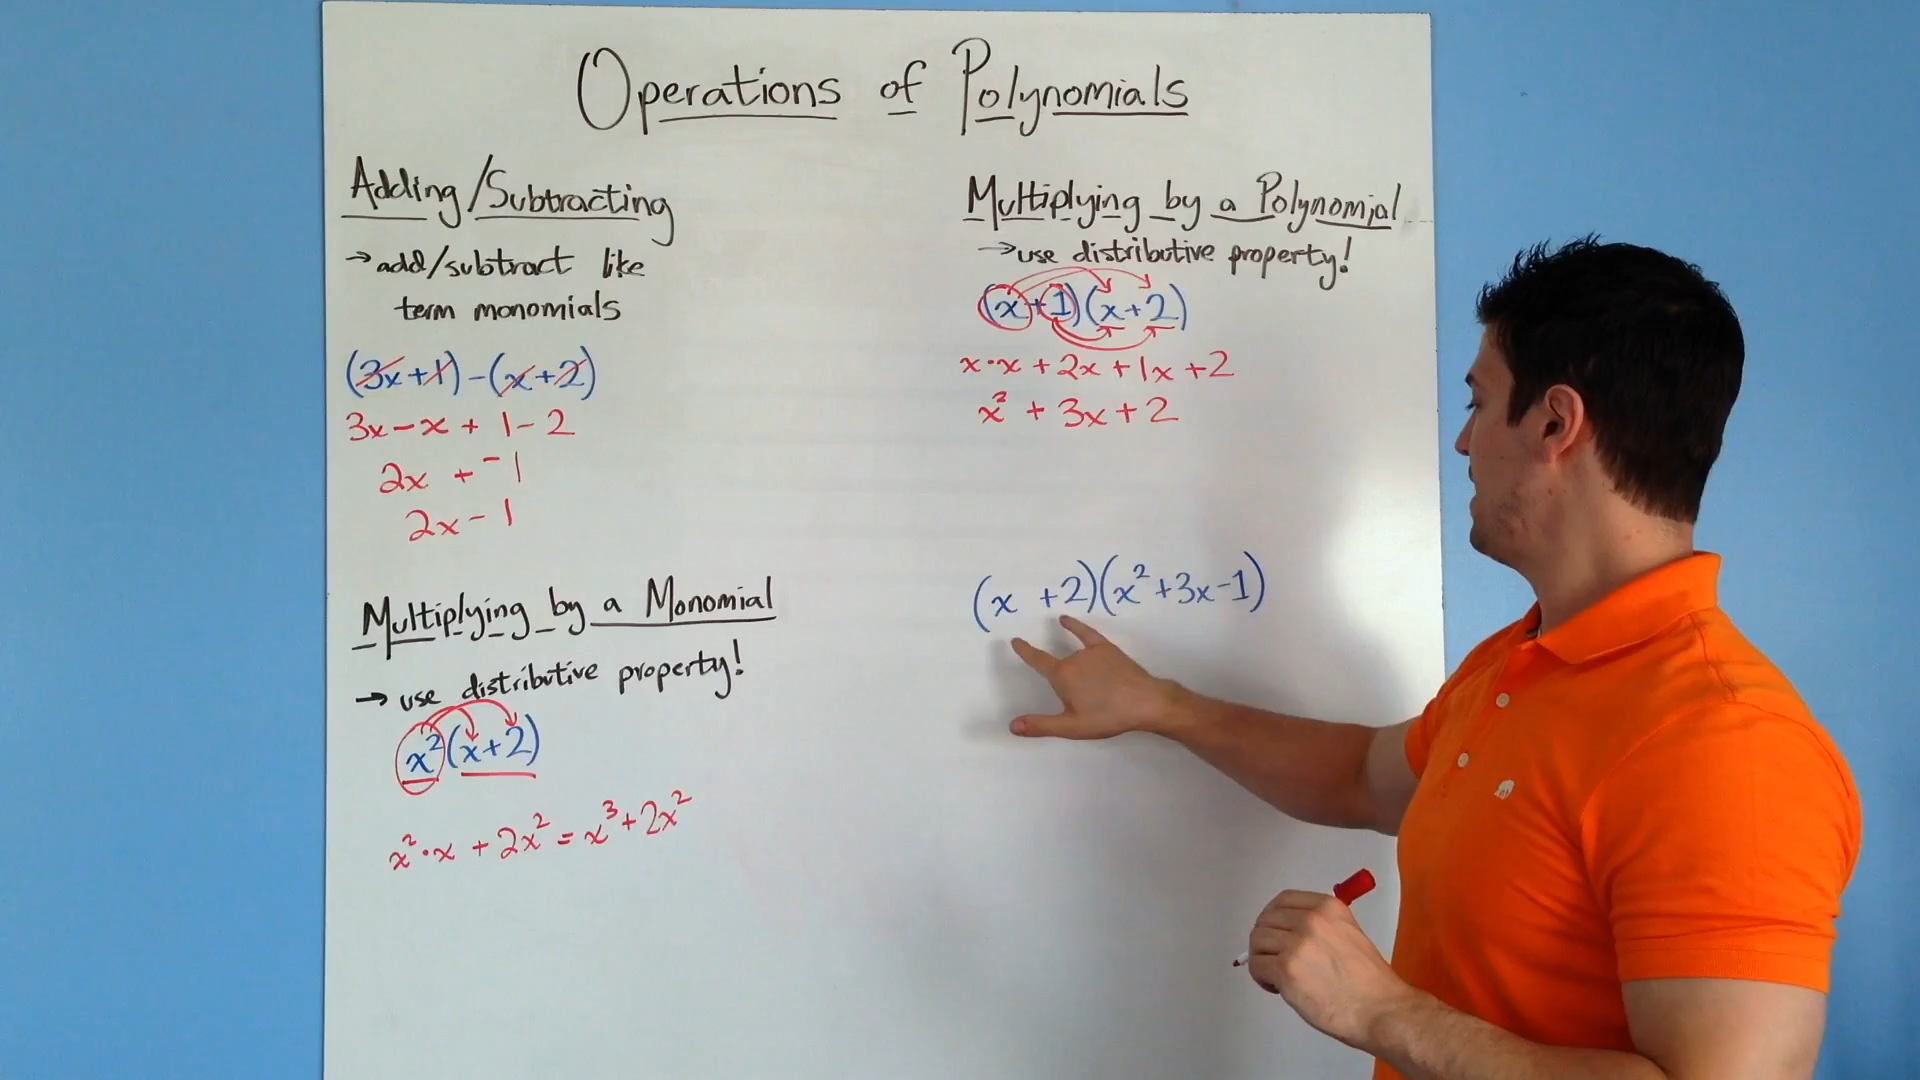 Operations of Polynomials
Adding/Subtracting
→ add/subtract like
term monomials
(3x+1)-(x+2)
3x-x+1-2
2x + ⁻1
2x-1
Multiplying by a Monomial
→ use distributive property!
x²(x+2)
x²·x + 2x² = x³+2x²
Multiplying by a Polynomial
→ use distributive property!
(x+1)(x+2)
x·x + 2x + 1x + 2
x² + 3x + 2
(x +2)(x²+3x-1)